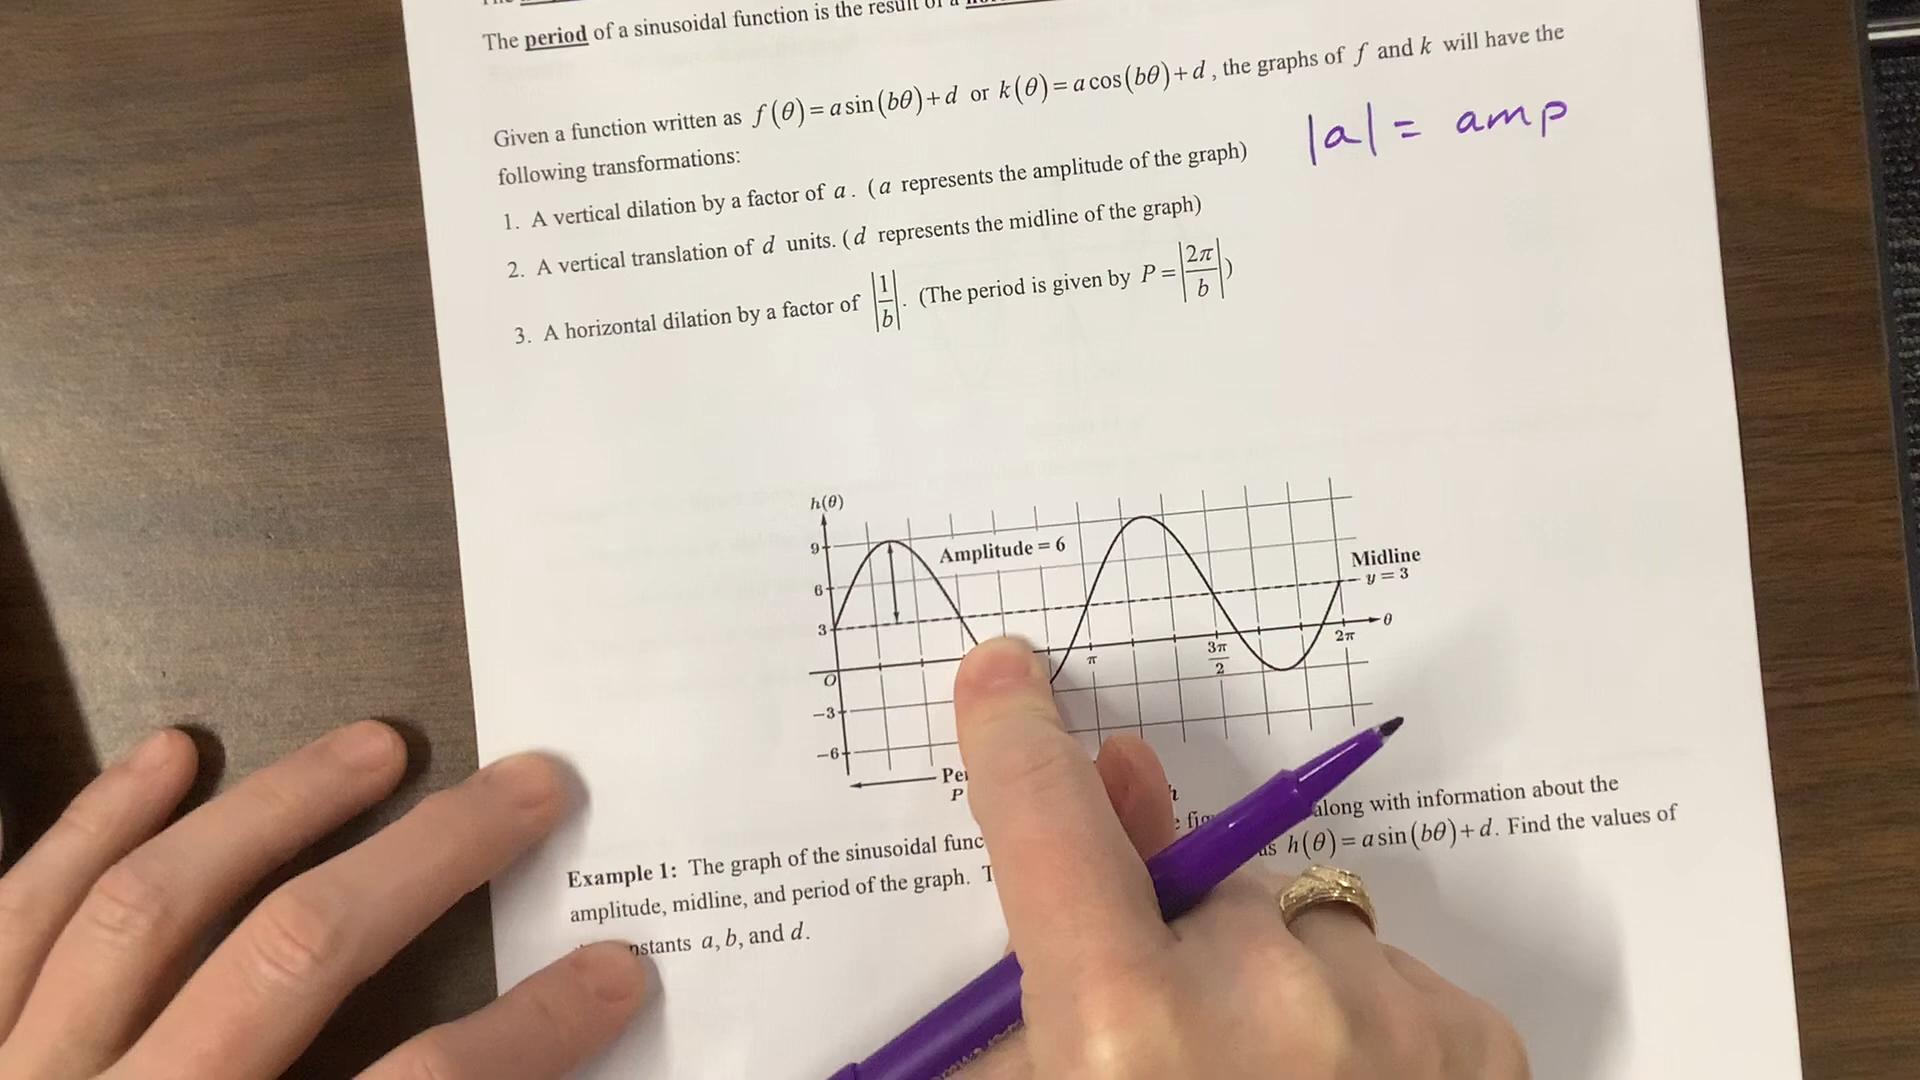 The period of a sinusoidal function is the result of a
Given a function written as f(θ)=a sin(bθ)+d or k(θ)=a cos(bθ)+d, the graphs of f and k will have the
following transformations:
|a| = amp
1. A vertical dilation by a factor of a. (a represents the amplitude of the graph)
2. A vertical translation of d units. (d represents the midline of the graph)
3. A horizontal dilation by a factor of |1/b|. (The period is given by P=|2π/b|)
h(θ)
9
Amplitude = 6
Midline
6
y = 3
3
θ
O
π
3π/2
2π
−3
−6
P
Example 1: The graph of the sinusoidal along with information about the
amplitude, midline, and period of the graph. h(θ)=a sin(bθ)+d. Find the values of
a, b, and d.